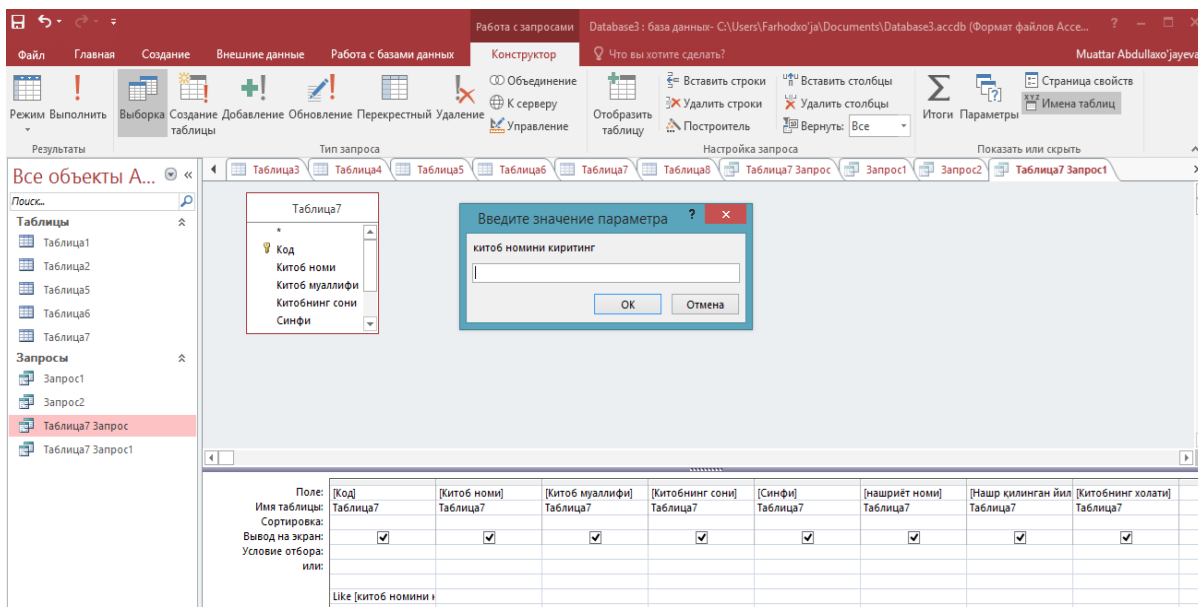 Работа с запросами
Database3 : база данных- C:\Users\Farhodxo'ja\Documents\Database3.accdb (Формат файлов Acce...
Файл Главная Создание Внешние данные Работа с базами данных Конструктор Что вы хотите сделать? Muattar Abdullaxo'jayeva
Режим Выполнить Выборка Создание таблицы Добавление Обновление Перекрестный Удаление
Объединение
К серверу
Управление
Отобразить таблицу
Вставить строки
Удалить строки
Построитель
Вставить столбцы
Удалить столбцы
Вернуть: Все
Итоги Параметры
Страница свойств
Имена таблиц
Результаты Тип запроса Настройка запроса Показать или скрыть
Все объекты A...
Поиск...
Таблицы
Таблица1
Таблица2
Таблица5
Таблица6
Таблица7
Запросы
Запрос1
Запрос2
Таблица7 Запрос
Таблица7 Запрос1
Таблица3 Таблица4 Таблица5 Таблица6 Таблица7 Таблица8 Таблица7 Запрос Запрос1 Запрос2 Таблица7 Запрос1
Таблица7
*
Код
Китоб номи
Китоб муаллифи
Китобнинг сони
Синфи
Введите значение параметра
китоб номини киритинг
ОК Отмена
Поле: [Код] [Китоб номи] [Китоб муаллифи] [Китобнинг сони] [Синфи] [нашриёт номи] [Нашр қилинган йил [Китобнинг холати]
Имя таблицы: Таблица7 Таблица7 Таблица7 Таблица7 Таблица7 Таблица7 Таблица7 Таблица7
Сортировка:
Вывод на экран:
Условие отбора:
или:
Like [китоб номини